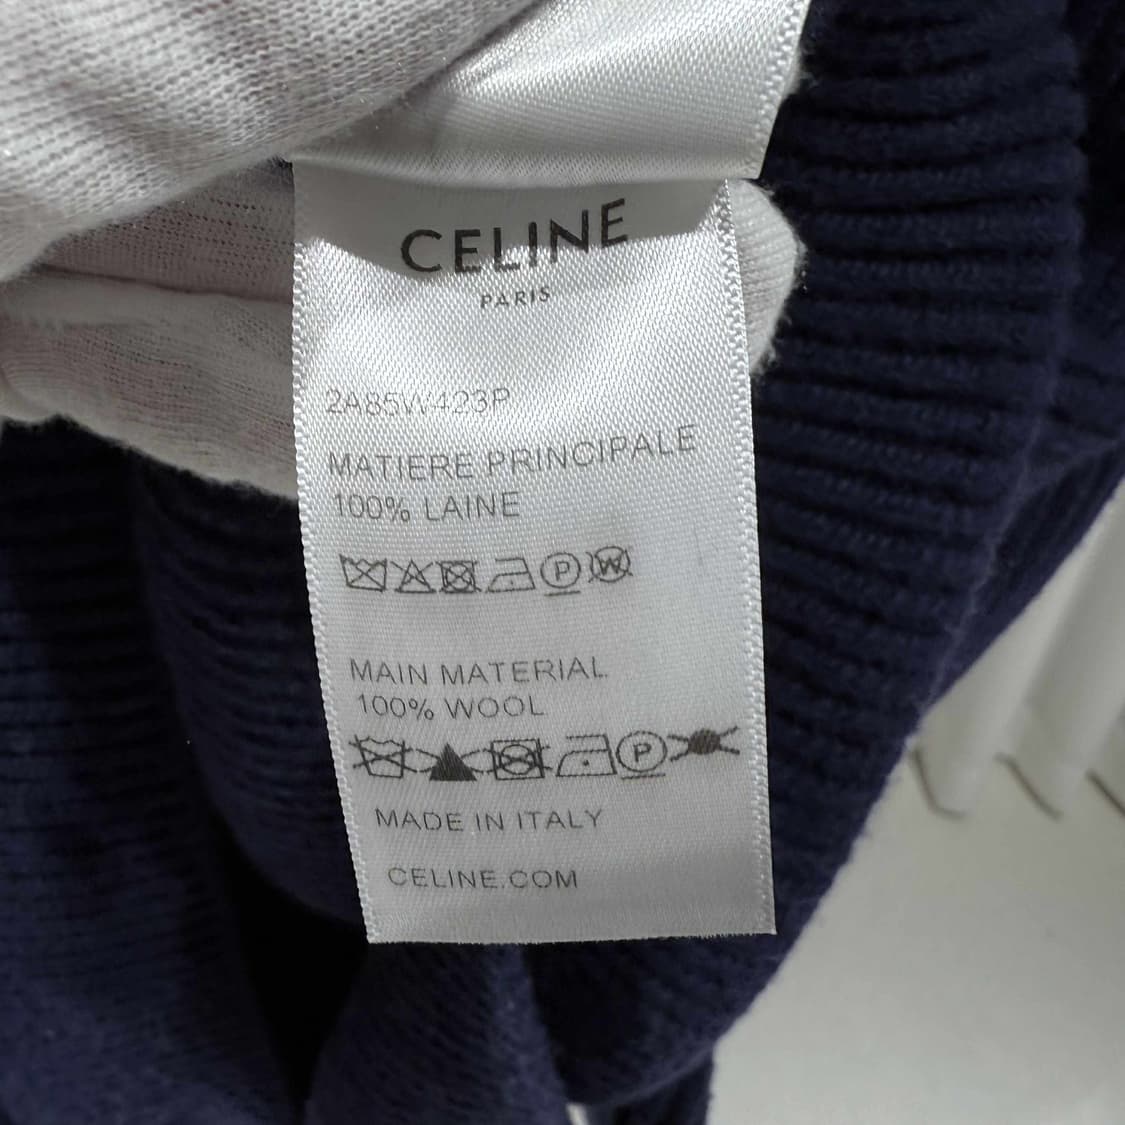 CELINE
PARIS
2A85W423P
MATIERE PRINCIPALE
100% LAINE
P W
MAIN MATERIAL
100% WOOL
P
MADE IN ITALY
CELINE.COM